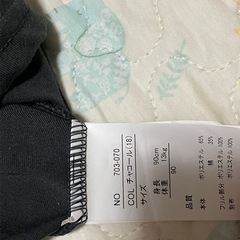 NO 703-070
COL チャコール(18)
サイズ 90
身長 90cm
体重 13kg
品質
本体 ポリエステル 65%
綿 35%
フリル部分 ポリエステル 100%
別布 ポリエステル 100%